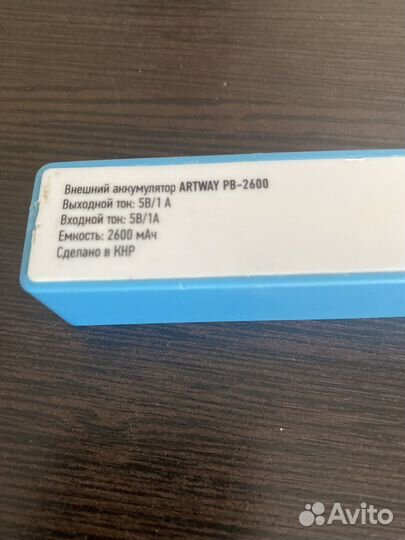 Внешний аккумулятор ARTWAY PB-2600
Выходной ток: 5В/1 А
Входной ток: 5В/1А
Емкость: 2600 мАч
Сделано в КНР
Avito